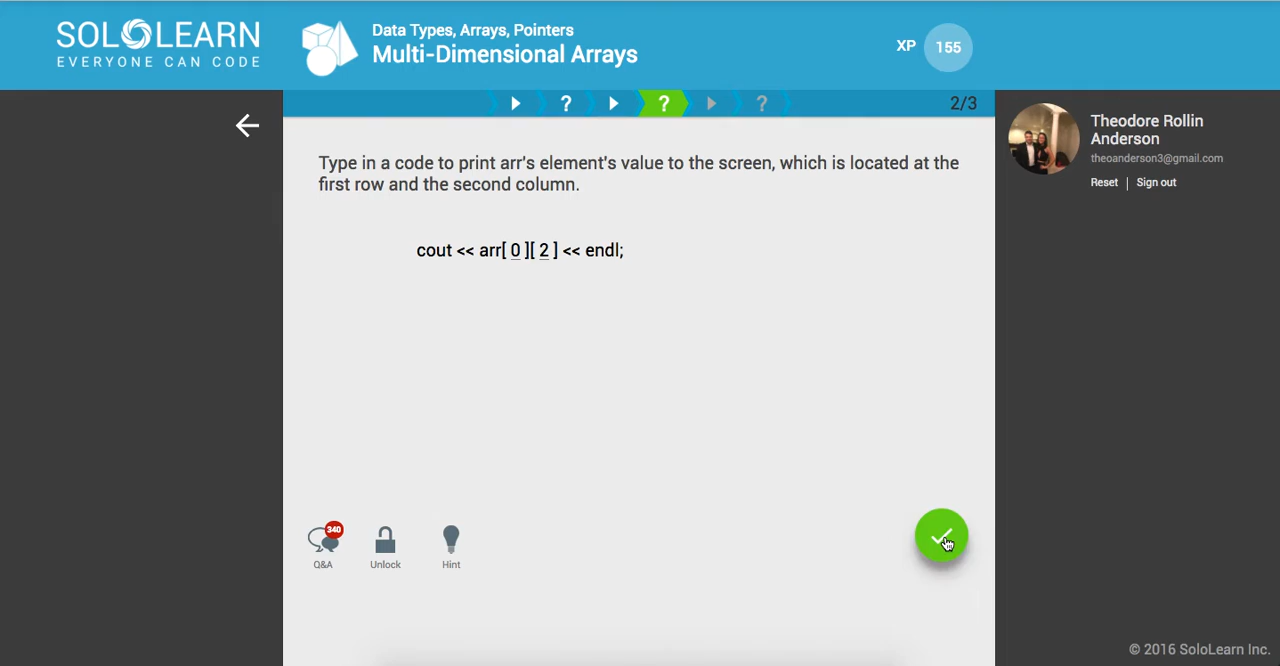 SOLOLEARN
EVERYONE CAN CODE
Data Types, Arrays, Pointers
Multi-Dimensional Arrays
XP 155
? ? ? 2/3
Theodore Rollin
Anderson
theoanderson3@gmail.com
Reset | Sign out
Type in a code to print arr's element's value to the screen, which is located at the
first row and the second column.
cout << arr[ 0 ][ 2 ] << endl;
340
Q&A Unlock Hint
© 2016 SoloLearn Inc.